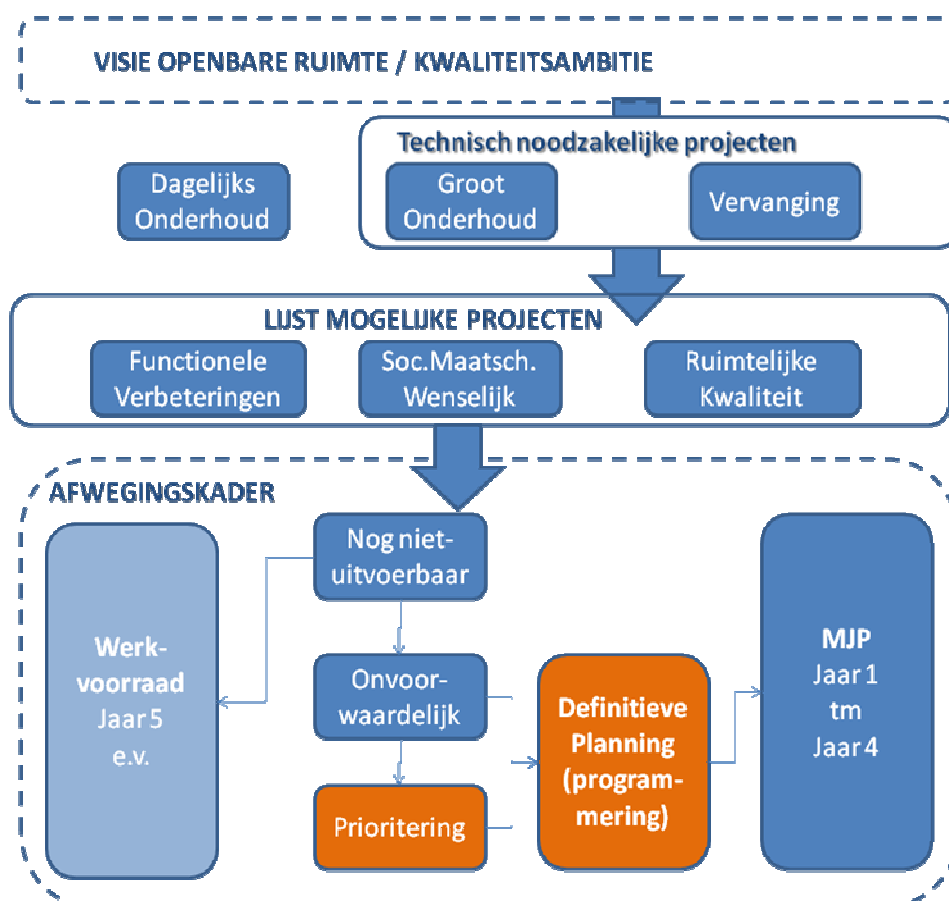 VISIE OPENBARE RUIMTE / KWALITEITSAMBITIE
Technisch noodzakelijke projecten
Dagelijks
Onderhoud
Groot
Onderhoud
Vervanging
LIJST MOGELIJKE PROJECTEN
Functionele
Verbeteringen
Soc.Maatsch.
Wenselijk
Ruimtelijke
Kwaliteit
AFWEGINGSKADER
Werk-
voorraad
Jaar 5
e.v.
Nog niet-
uitvoerbaar
Onvoor-
waardelijk
Prioritering
Definitieve
Planning
(program-
mering)
MJP
Jaar 1
tm
Jaar 4